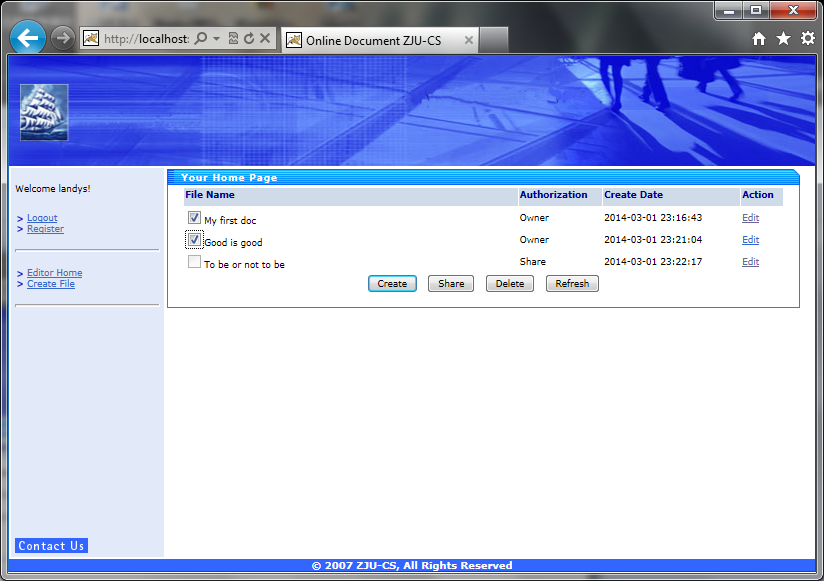 http://localhost:
Online Document ZJU-CS
Welcome landys!
> Logout
> Register
> Editor Home
> Create File
Contact Us
Your Home Page
File Name Authorization Create Date Action
My first doc Owner 2014-03-01 23:16:43 Edit
Good is good Owner 2014-03-01 23:21:04 Edit
To be or not to be Share 2014-03-01 23:22:17 Edit
Create Share Delete Refresh
© 2007 ZJU-CS, All Rights Reserved